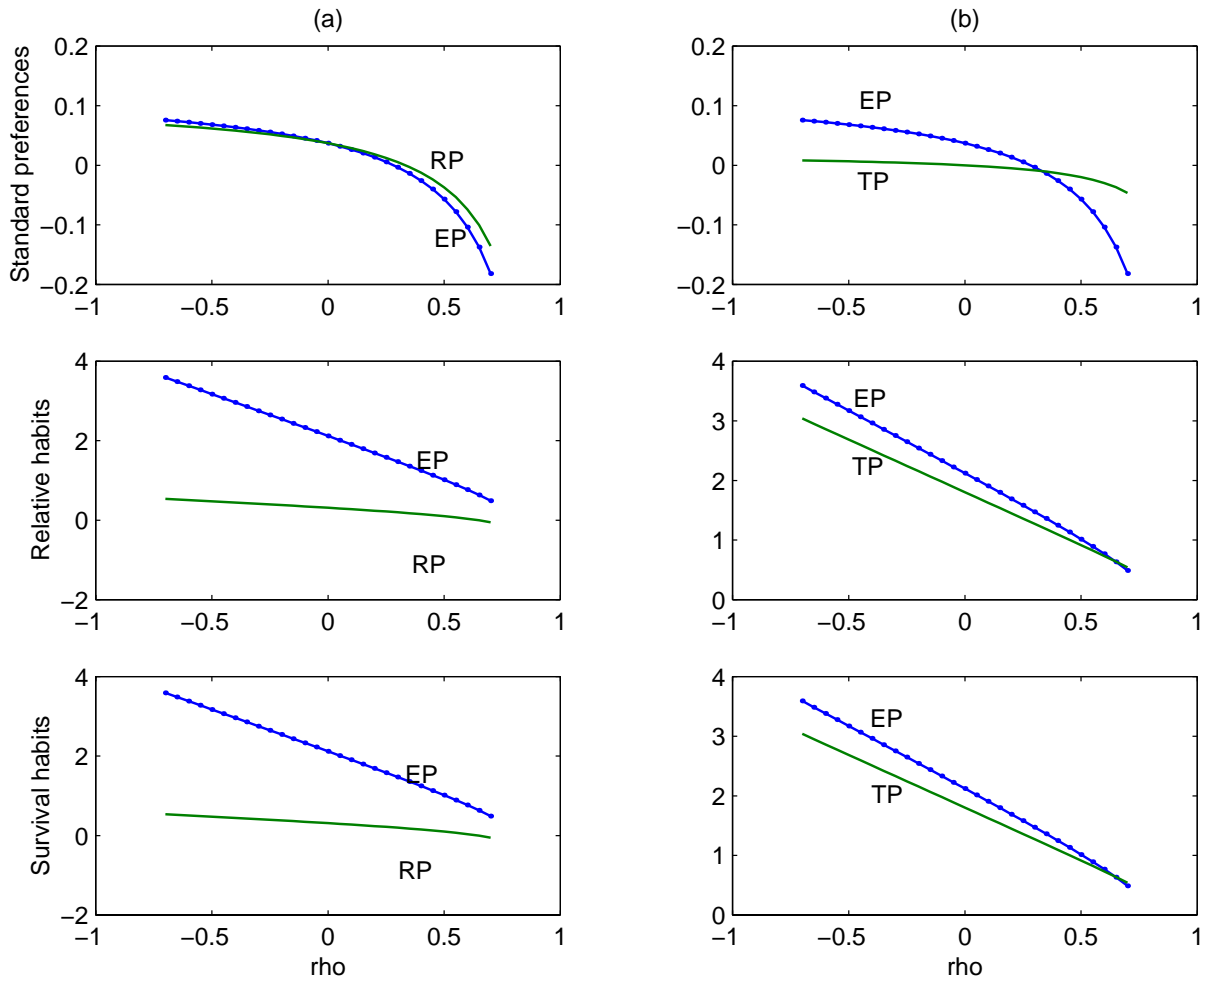 (a)
(b)
Standard preferences
0.2
0.1
0
−0.1
−0.2
RP
EP
−1 −0.5 0 0.5 1
0.2
0.1
0
−0.1
−0.2
EP
TP
−1 −0.5 0 0.5 1
Relative habits
4
2
0
−2
EP
RP
−1 −0.5 0 0.5 1
4
3
2
1
0
EP
TP
−1 −0.5 0 0.5 1
Survival habits
4
2
0
−2
EP
RP
−1 −0.5 0 0.5 1
rho
4
3
2
1
0
EP
TP
−1 −0.5 0 0.5 1
rho